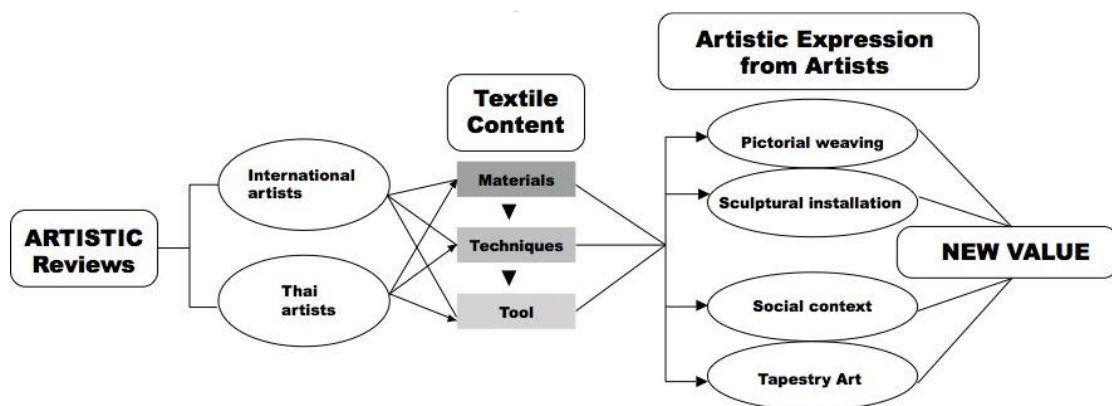 ARTISTIC
Reviews
International
artists
Thai
artists
Textile
Content
Materials
Techniques
Tool
Artistic Expression
from Artists
Pictorial weaving
Sculptural installation
Social context
Tapestry Art
NEW VALUE